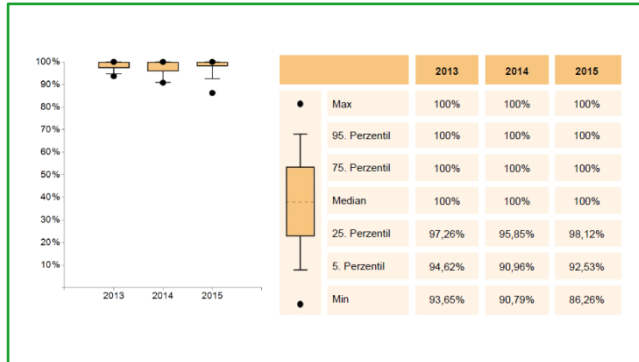 100%
90%
80%
70%
60%
50%
40%
30%
20%
10%
2013 2014 2015
2013 2014 2015
Max 100% 100% 100%
95. Perzentil 100% 100% 100%
75. Perzentil 100% 100% 100%
Median 100% 100% 100%
25. Perzentil 97,26% 95,85% 98,12%
5. Perzentil 94,62% 90,96% 92,53%
Min 93,65% 90,79% 86,26%